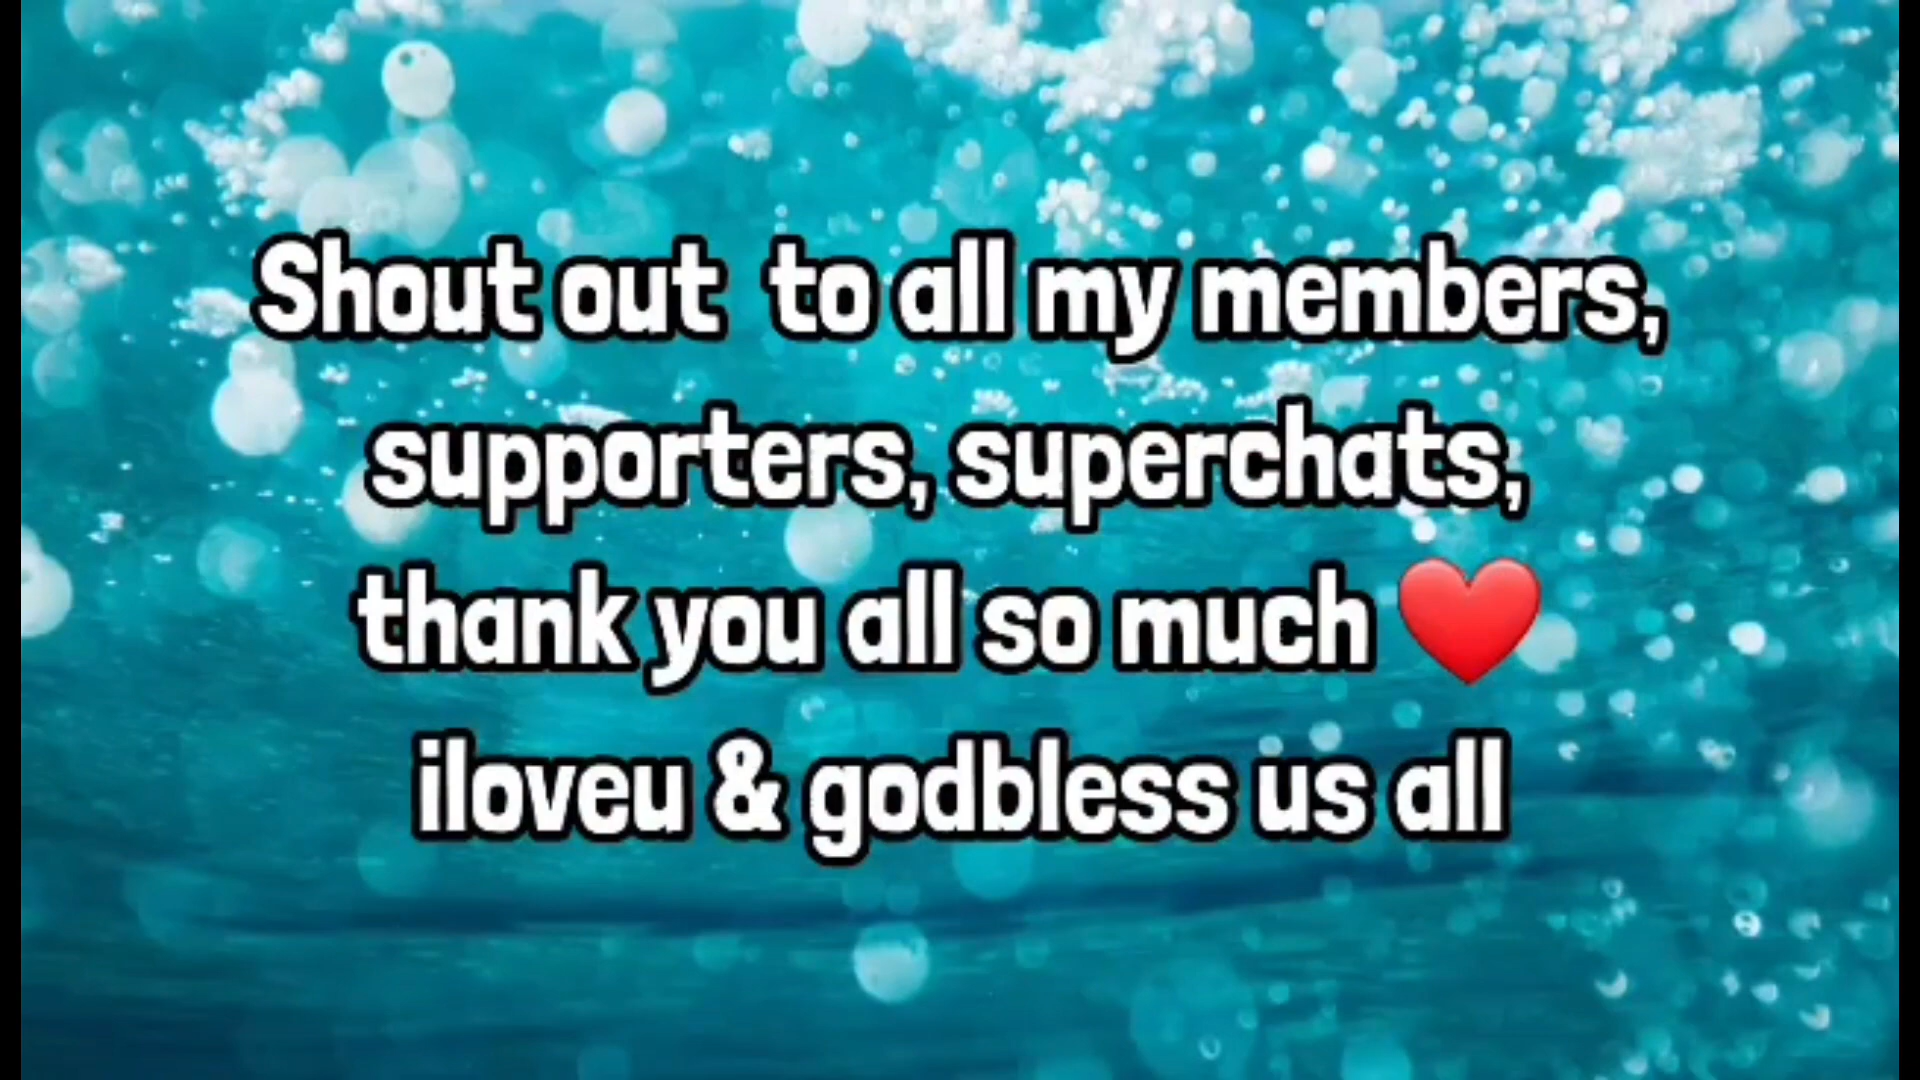 Shout out  to all my members,
supporters, superchats,
thank you all so much ❤️
iloveu & godbless us all